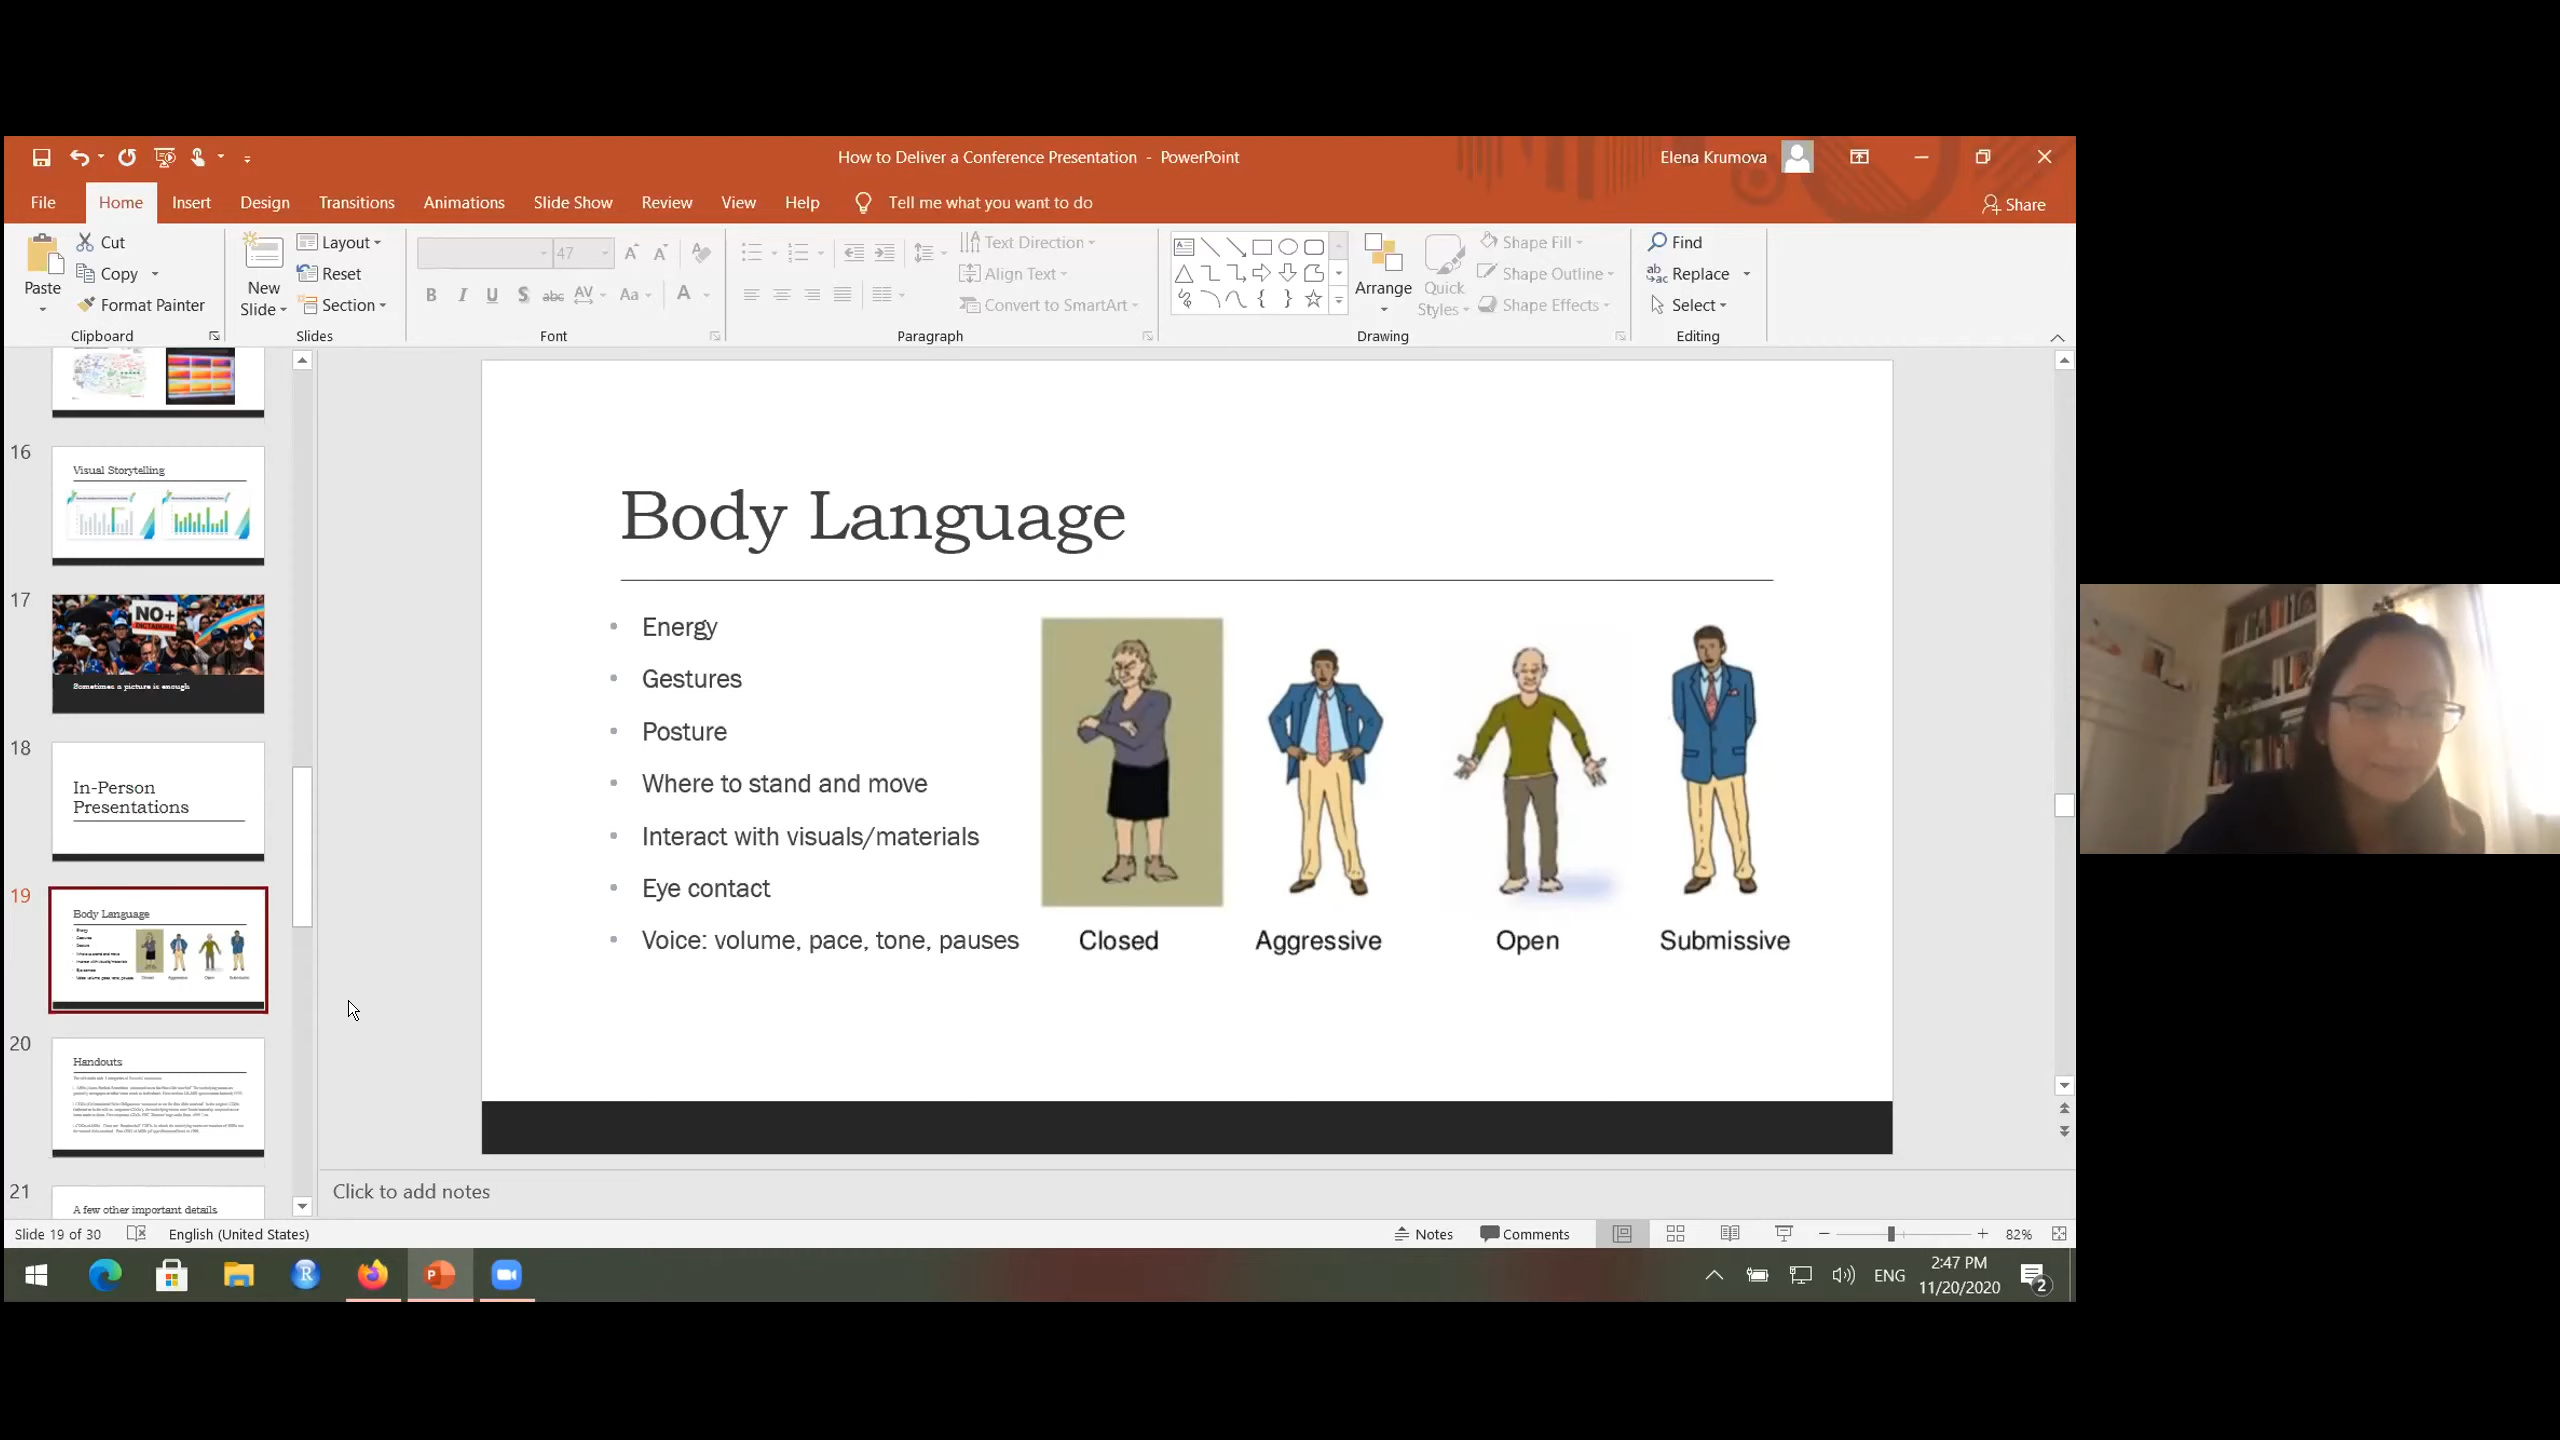 How to Deliver a Conference Presentation - PowerPoint
Elena Krumova
File Home Insert Design Transitions Animations Slide Show Review View Help Tell me what you want to do
Share
Paste
Cut
Copy
Format Painter
Clipboard
New Slide
Layout
Reset
Section
Slides
47
B I U S abc AV Aa A
Font
Text Direction
Align Text
Convert to SmartArt
Paragraph
Arrange
Quick Styles
Shape Fill
Shape Outline
Shape Effects
Drawing
Find
Replace
Select
Editing
16
Visual Storytelling
17
NO+
DICTADURA
Sometimes a picture is enough
18
In-Person
Presentations
19
Body Language
20
Handouts
21
A few other important details
Body Language
• Energy
• Gestures
• Posture
• Where to stand and move
• Interact with visuals/materials
• Eye contact
• Voice: volume, pace, tone, pauses
Closed
Aggressive
Open
Submissive
Click to add notes
Slide 19 of 30
English (United States)
Notes
Comments
82%
ENG
2:47 PM
11/20/2020
2